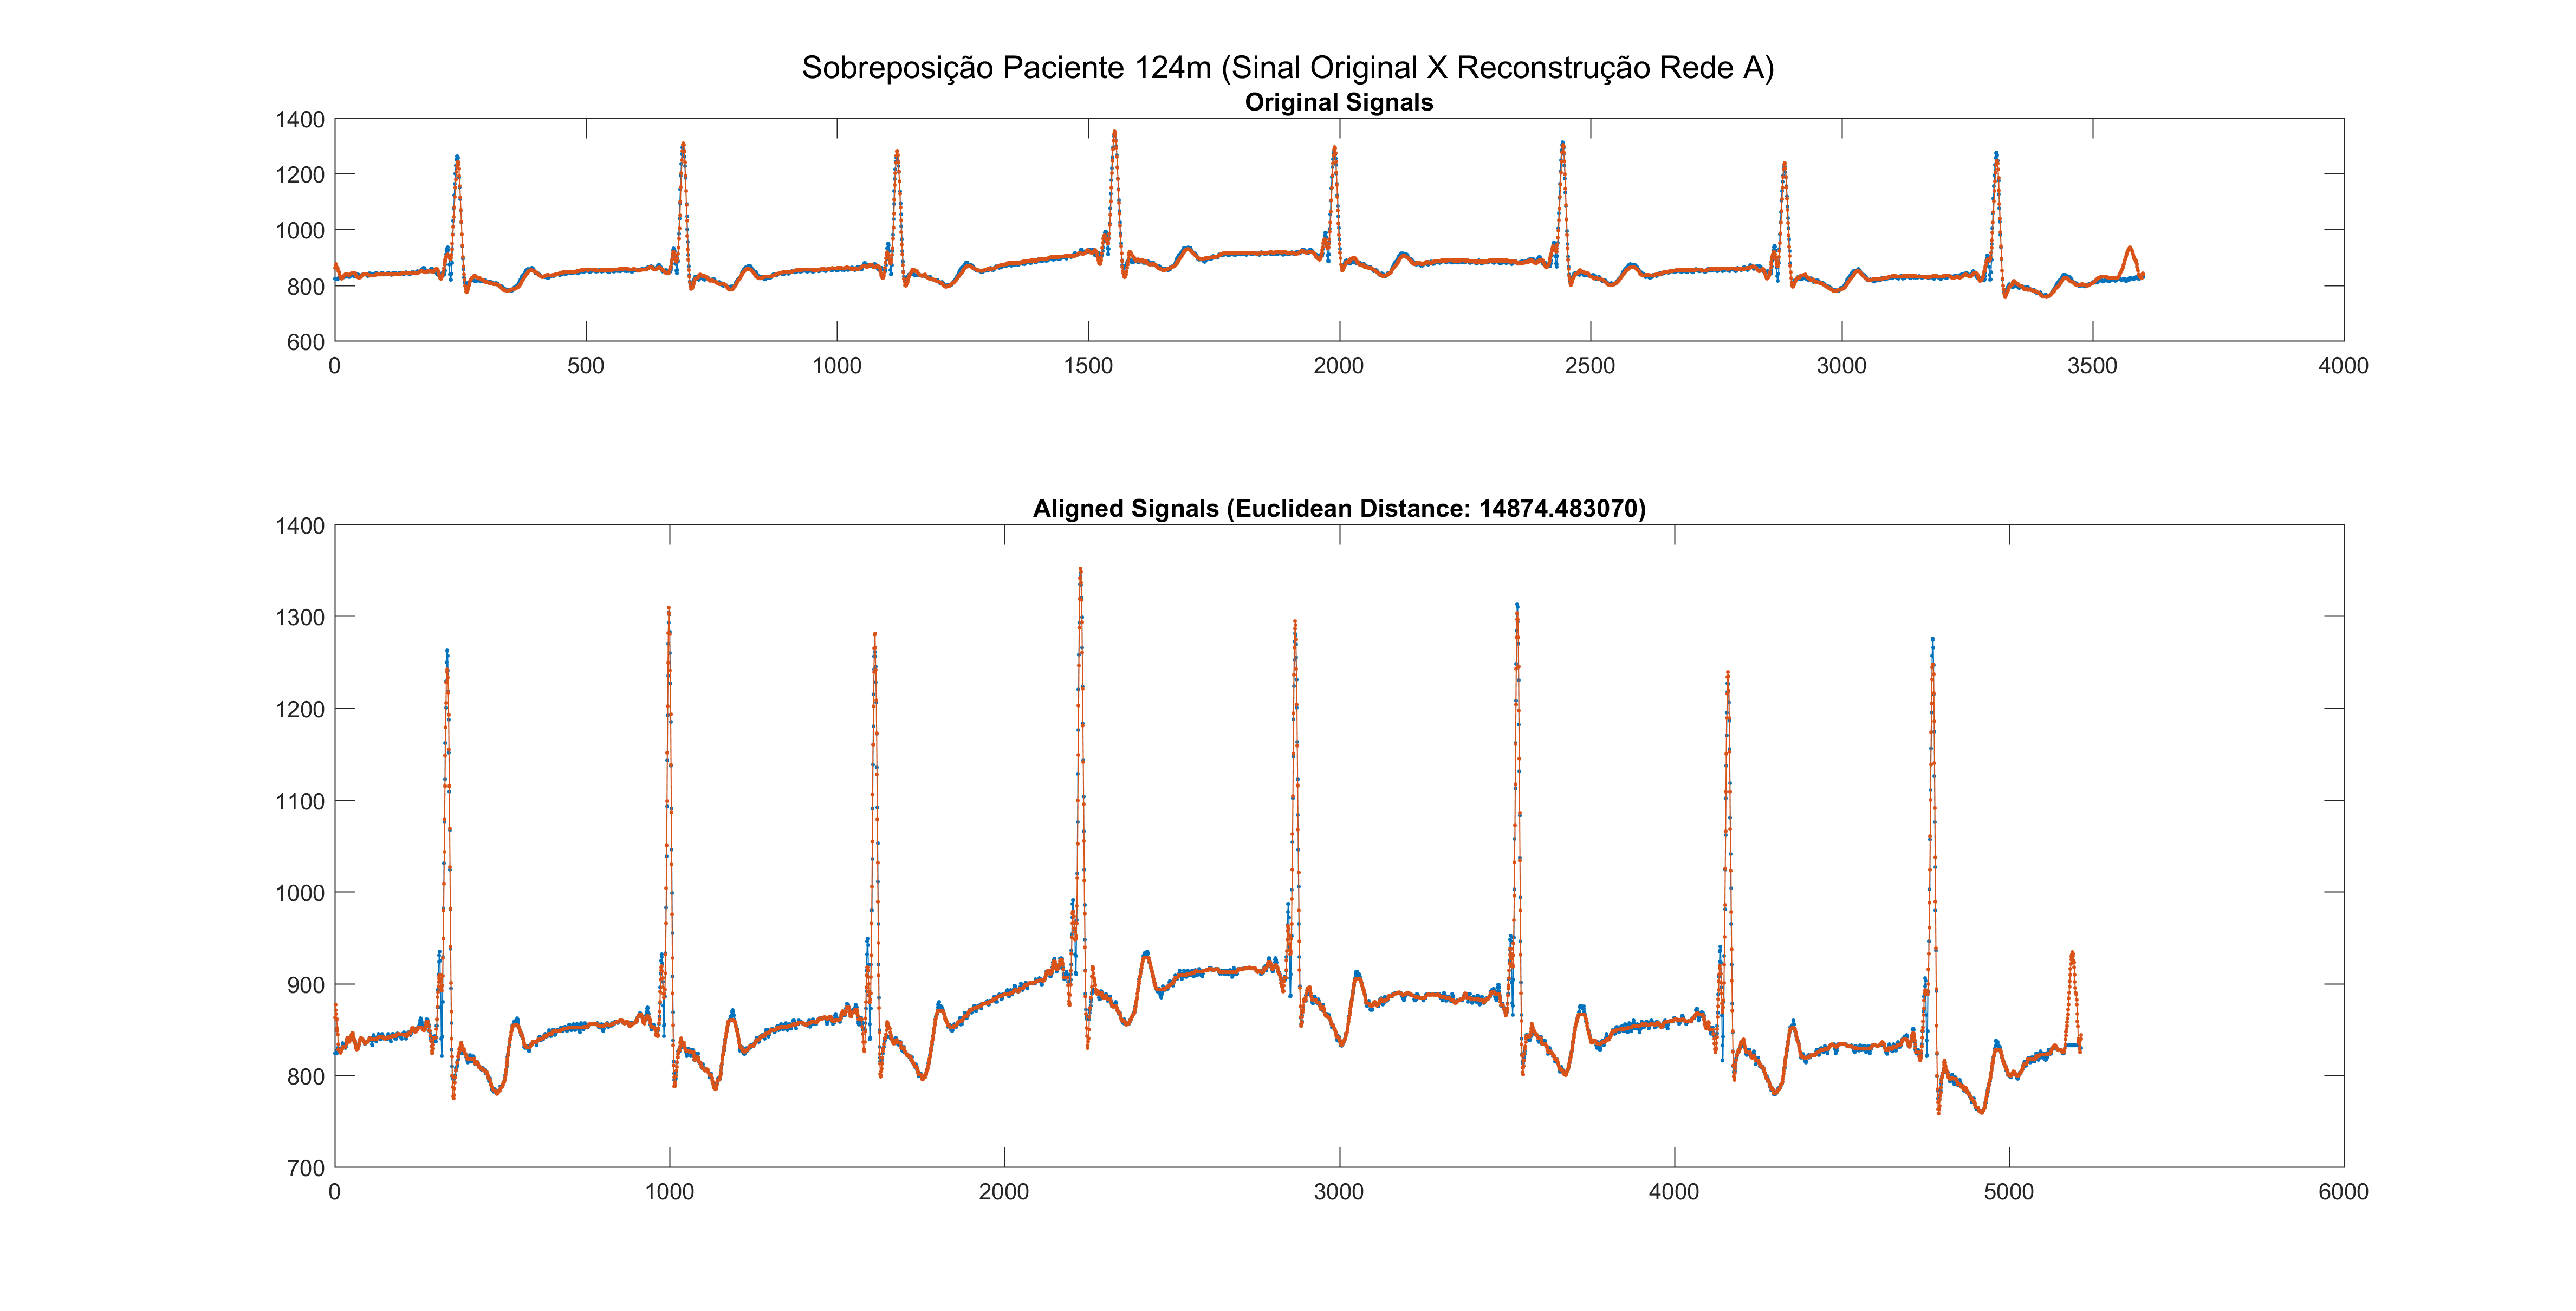 Sobreposição Paciente 124m (Sinal Original X Reconstrução Rede A)
Original Signals
1400
1200
1000
800
600
0 500 1000 1500 2000 2500 3000 3500 4000
Aligned Signals (Euclidean Distance: 14874.483070)
1400
1300
1200
1100
1000
900
800
700
0 1000 2000 3000 4000 5000 6000